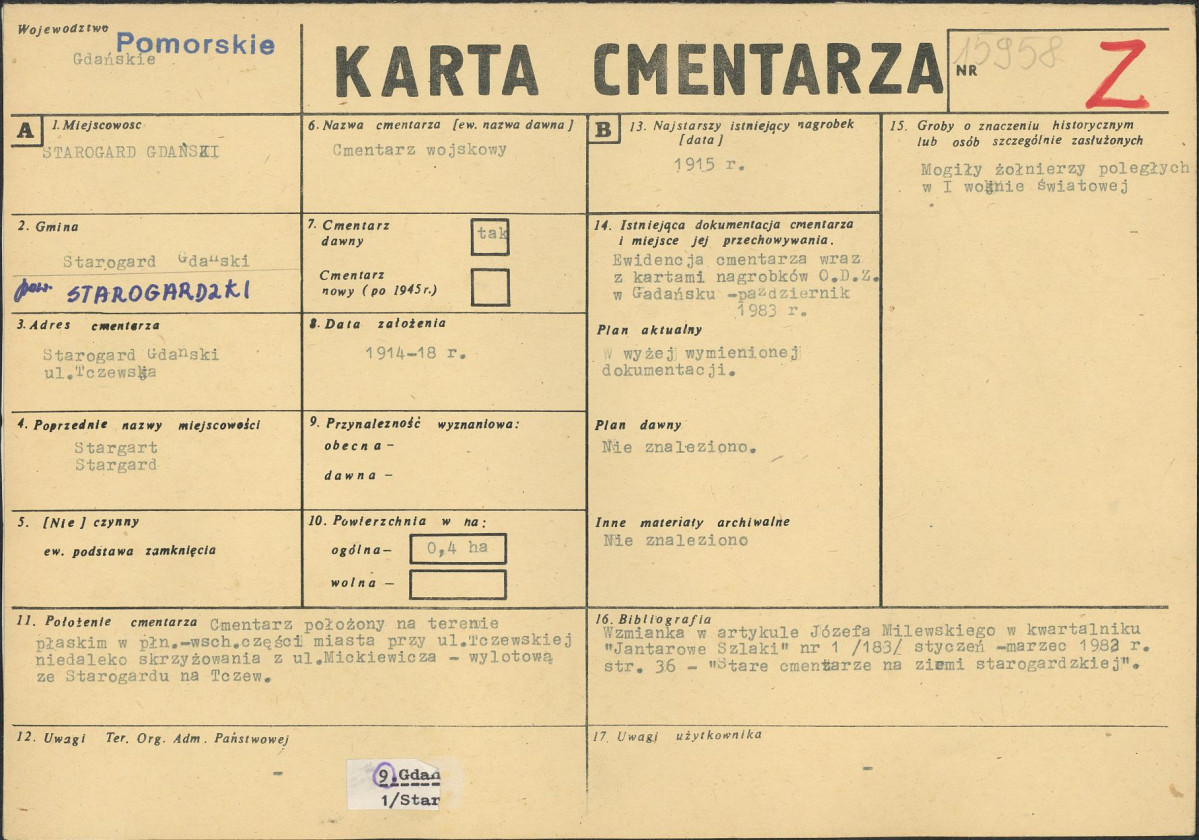 Województwo
Pomorskie
Gdańskie
KARTA CMENTARZA
NR
15958
Z
A
1. Miejscowosc
STAROGARD GDAŃSKI
2. Gmina
Starogard Gdański
pow. STAROGARDZKI
3. Adres cmentarza
Starogard Gdański
ul.Tczewska
4. Poprzednie nazwy miejscowości
Stargart
Stargard
5. [Nie] czynny
ew. podstawa zamknięcia
6. Nazwa cmentarza [ew. nazwa dawna]
Cmentarz wojskowy
7. Cmentarz
dawny
tak
Cmentarz
nowy (po 1945 r.)
8. Data założenia
1914-18 r.
9. Przynalezność wyznaniowa:
obecna –
dawna –
10. Powierzchnia w ha:
ogólna – 0,4 ha
wolna –
B
13. Najstarszy istniejący nagrobek
[data]
1915 r.
14. Istniejąca dokumentacja cmentarza
i miejsce jej przechowywania.
Ewidencja cmentarza wraz
z kartami nagrobków O.D.Z.
w Gadańsku -październik
1983 r.
Plan aktualny
W wyżej wymienionej
dokumentacji.
Plan dawny
Nie znaleziono.
Inne materiały archiwalne
Nie znaleziono
15. Groby o znaczeniu historycznym
lub osób szczególnie zasłużonych
Mogiły żołnierzy poległych
w I wojnie światowej
11. Położenie cmentarza Cmentarz położony na terenie
płaskim w płn.-wsch.części miasta przy ul.Tczewskiej
niedaleko skrzyżowania z ul.Mickiewicza - wylotową
ze Starogardu na Tczew.
16. Bibliografia
Wzmianka w artykule Józefa Milewskiego w kwartalniku
"Jantarowe Szlaki" nr 1 /183/ styczeń -marzec 1982 r.
str. 36 - "Stare cmentarze na ziemi starogardzkiej".
12. Uwagi Ter. Org. Adm. Państwowej
-
9.Gdań
1/Star
17. Uwagi użytkownika
-